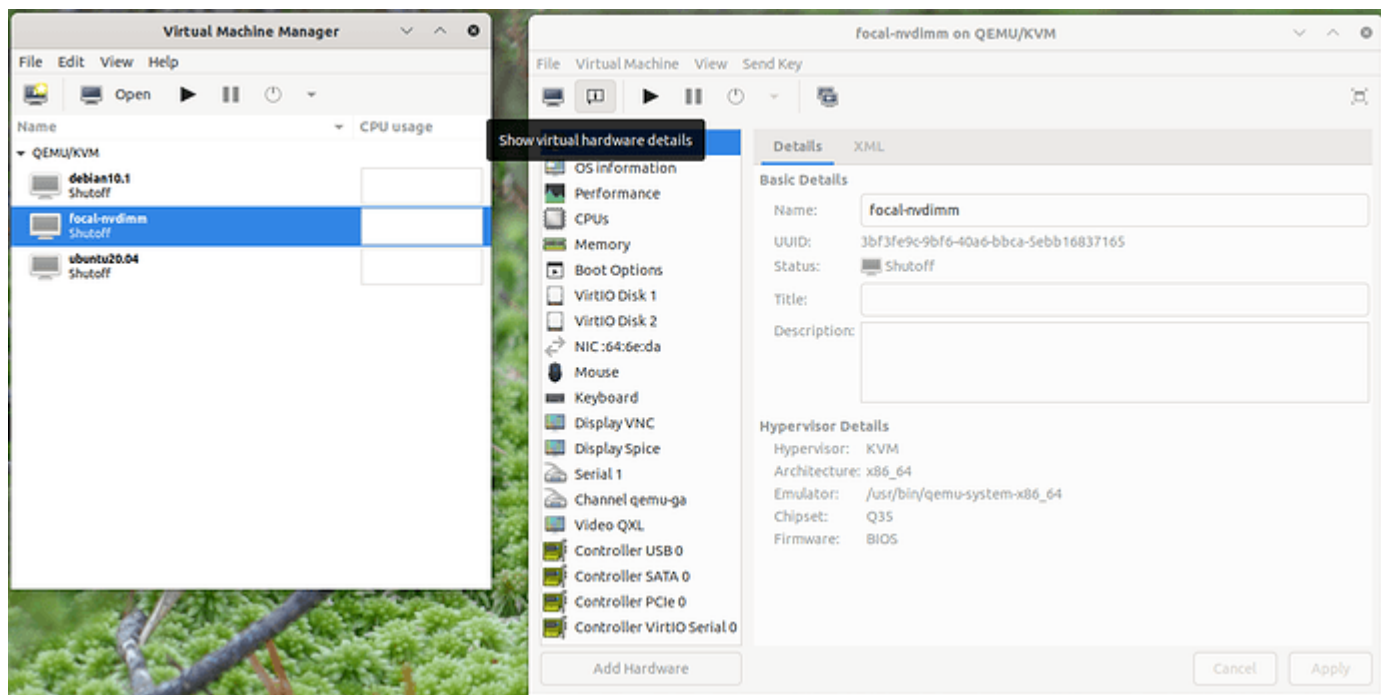 Virtual Machine Manager
File Edit View Help
Open
Name CPU usage
QEMU/KVM
debian10.1
Shutoff
focal-nvdimm
Shutoff
ubuntu20.04
Shutoff
focal-nvdimm on QEMU/KVM
File Virtual Machine View Send Key
Show virtual hardware details
OS information
Performance
CPUs
Memory
Boot Options
VirtIO Disk 1
VirtIO Disk 2
NIC :64:6e:da
Mouse
Keyboard
Display VNC
Display Spice
Serial 1
Channel qemu-ga
Video QXL
Controller USB 0
Controller SATA 0
Controller PCIe 0
Controller VirtIO Serial 0
Add Hardware
Details XML
Basic Details
Name: focal-nvdimm
UUID: 3bf3fe9c-9bf6-40a6-bbca-5ebb16837165
Status: Shutoff
Title:
Description:
Hypervisor Details
Hypervisor: KVM
Architecture: x86_64
Emulator: /usr/bin/qemu-system-x86_64
Chipset: Q35
Firmware: BIOS
Cancel Apply